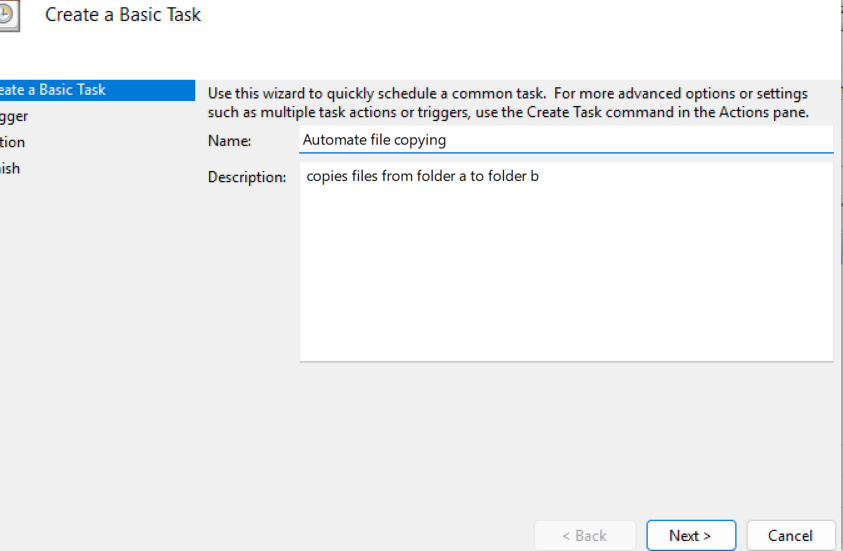 Create a Basic Task
eate a Basic Task
gger
tion
ish
Use this wizard to quickly schedule a common task. For more advanced options or settings
such as multiple task actions or triggers, use the Create Task command in the Actions pane.
Name: Automate file copying
Description: copies files from folder a to folder b
< Back Next > Cancel